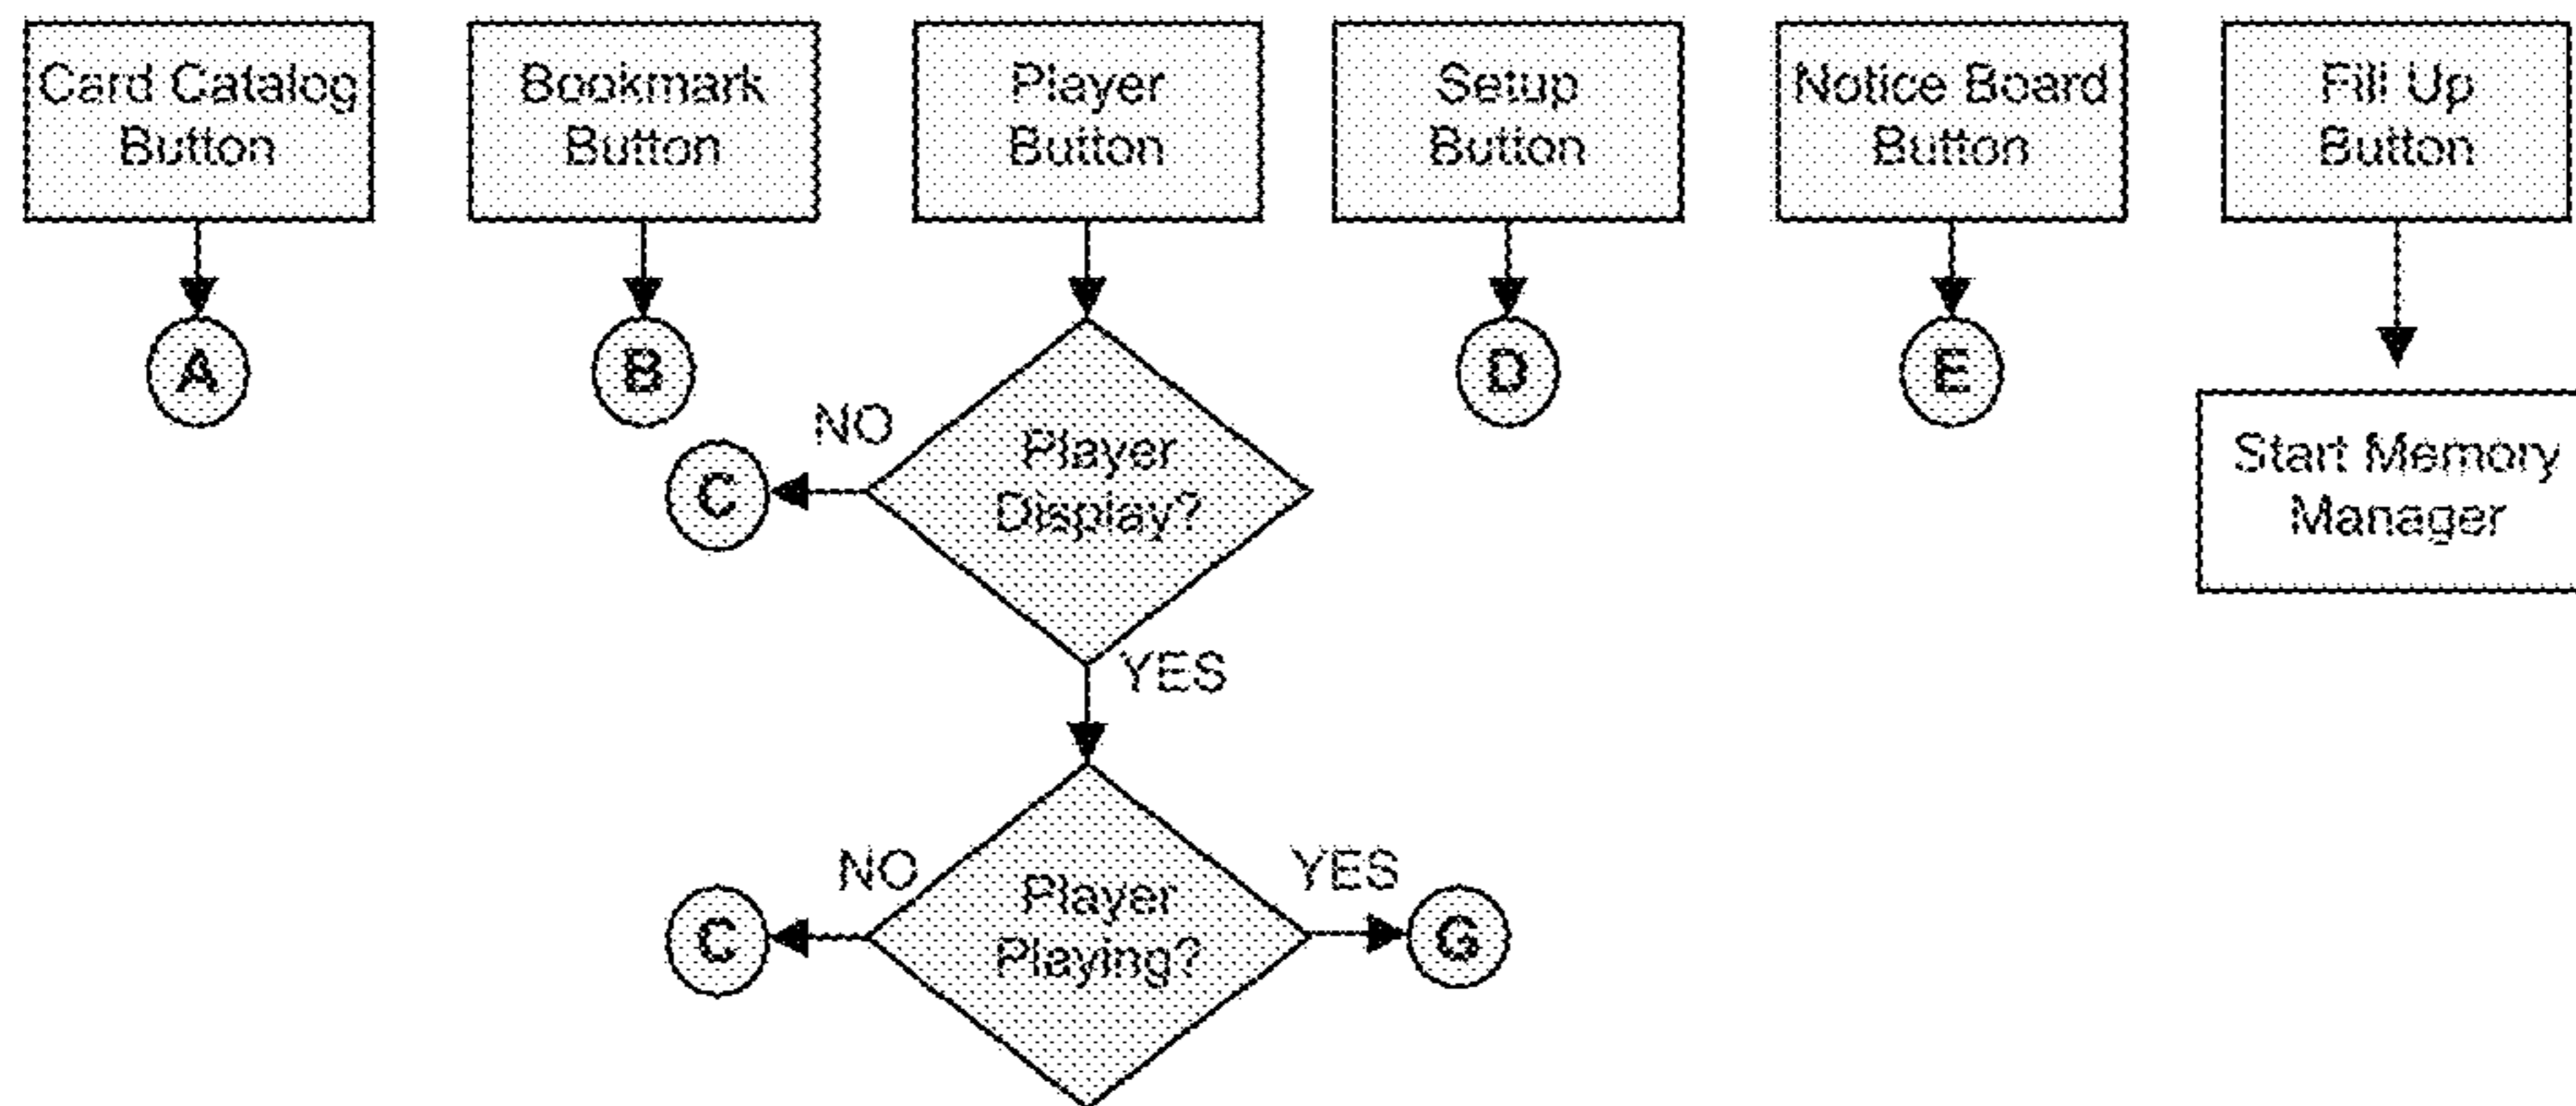 Card Catalog
Button
Bookmark
Button
Player
Button
Setup
Button
Notice Board
Button
Fill Up
Button
A
B
D
E
NO
C
Player
Display?
Start Memory
Manager
YES
NO
YES
C
Player
Playing?
G